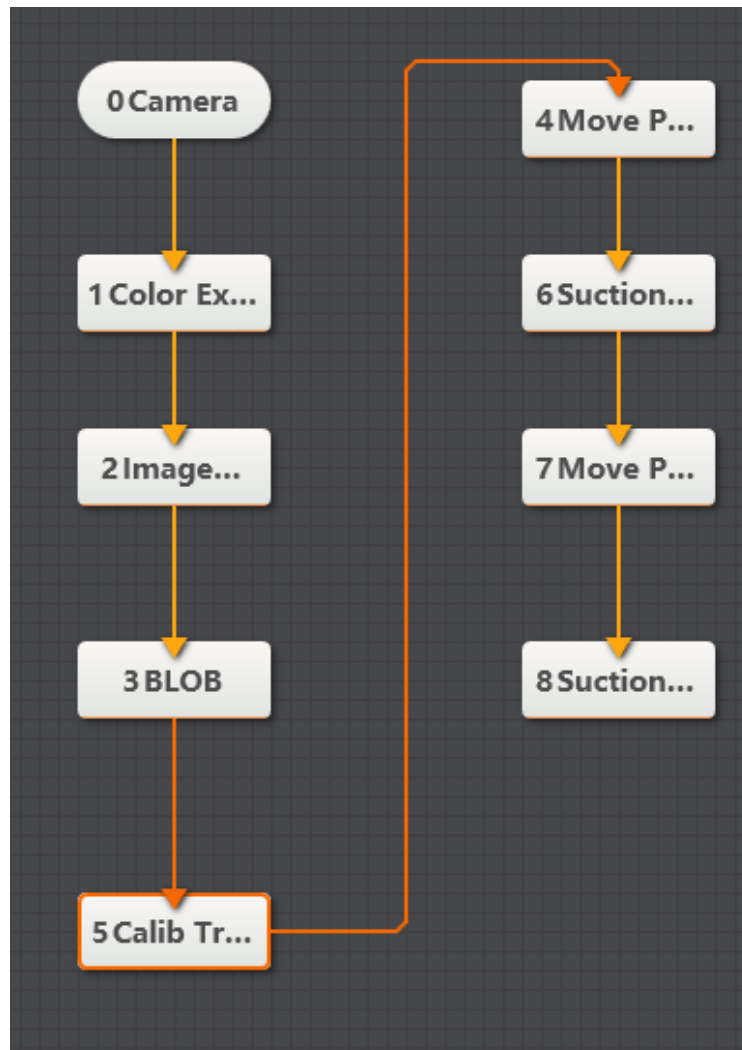 0 Camera
1 Color Ex...
2 Image...
3 BLOB
5 Calib Tr...
4 Move P...
6 Suction...
7 Move P...
8 Suction...